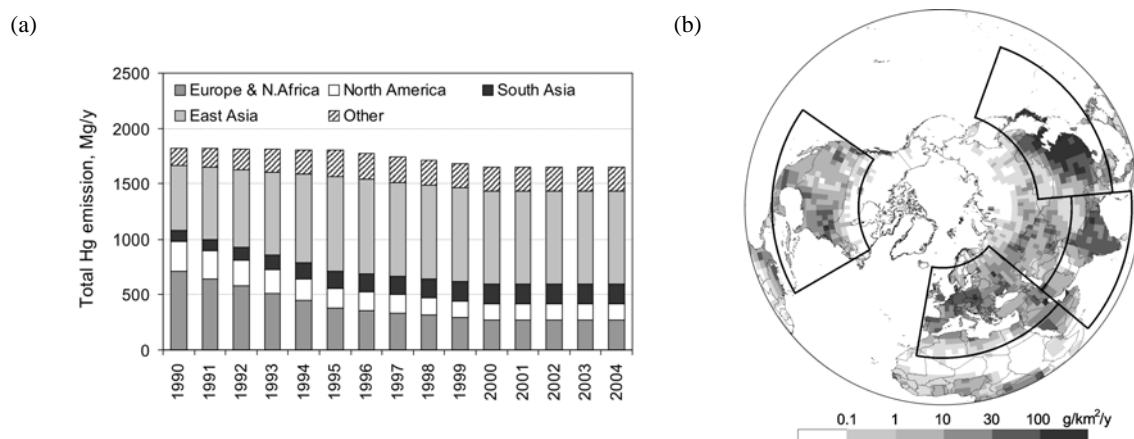 (a)
(b)
2500
2000
1500
1000
500
0
Total Hg emission, Mg/y
Europe & N.Africa North America South Asia
East Asia Other
1990 1991 1992 1993 1994 1995 1996 1997 1998 1999 2000 2001 2002 2003 2004
0.1 1 10 30 100 g/km²/y